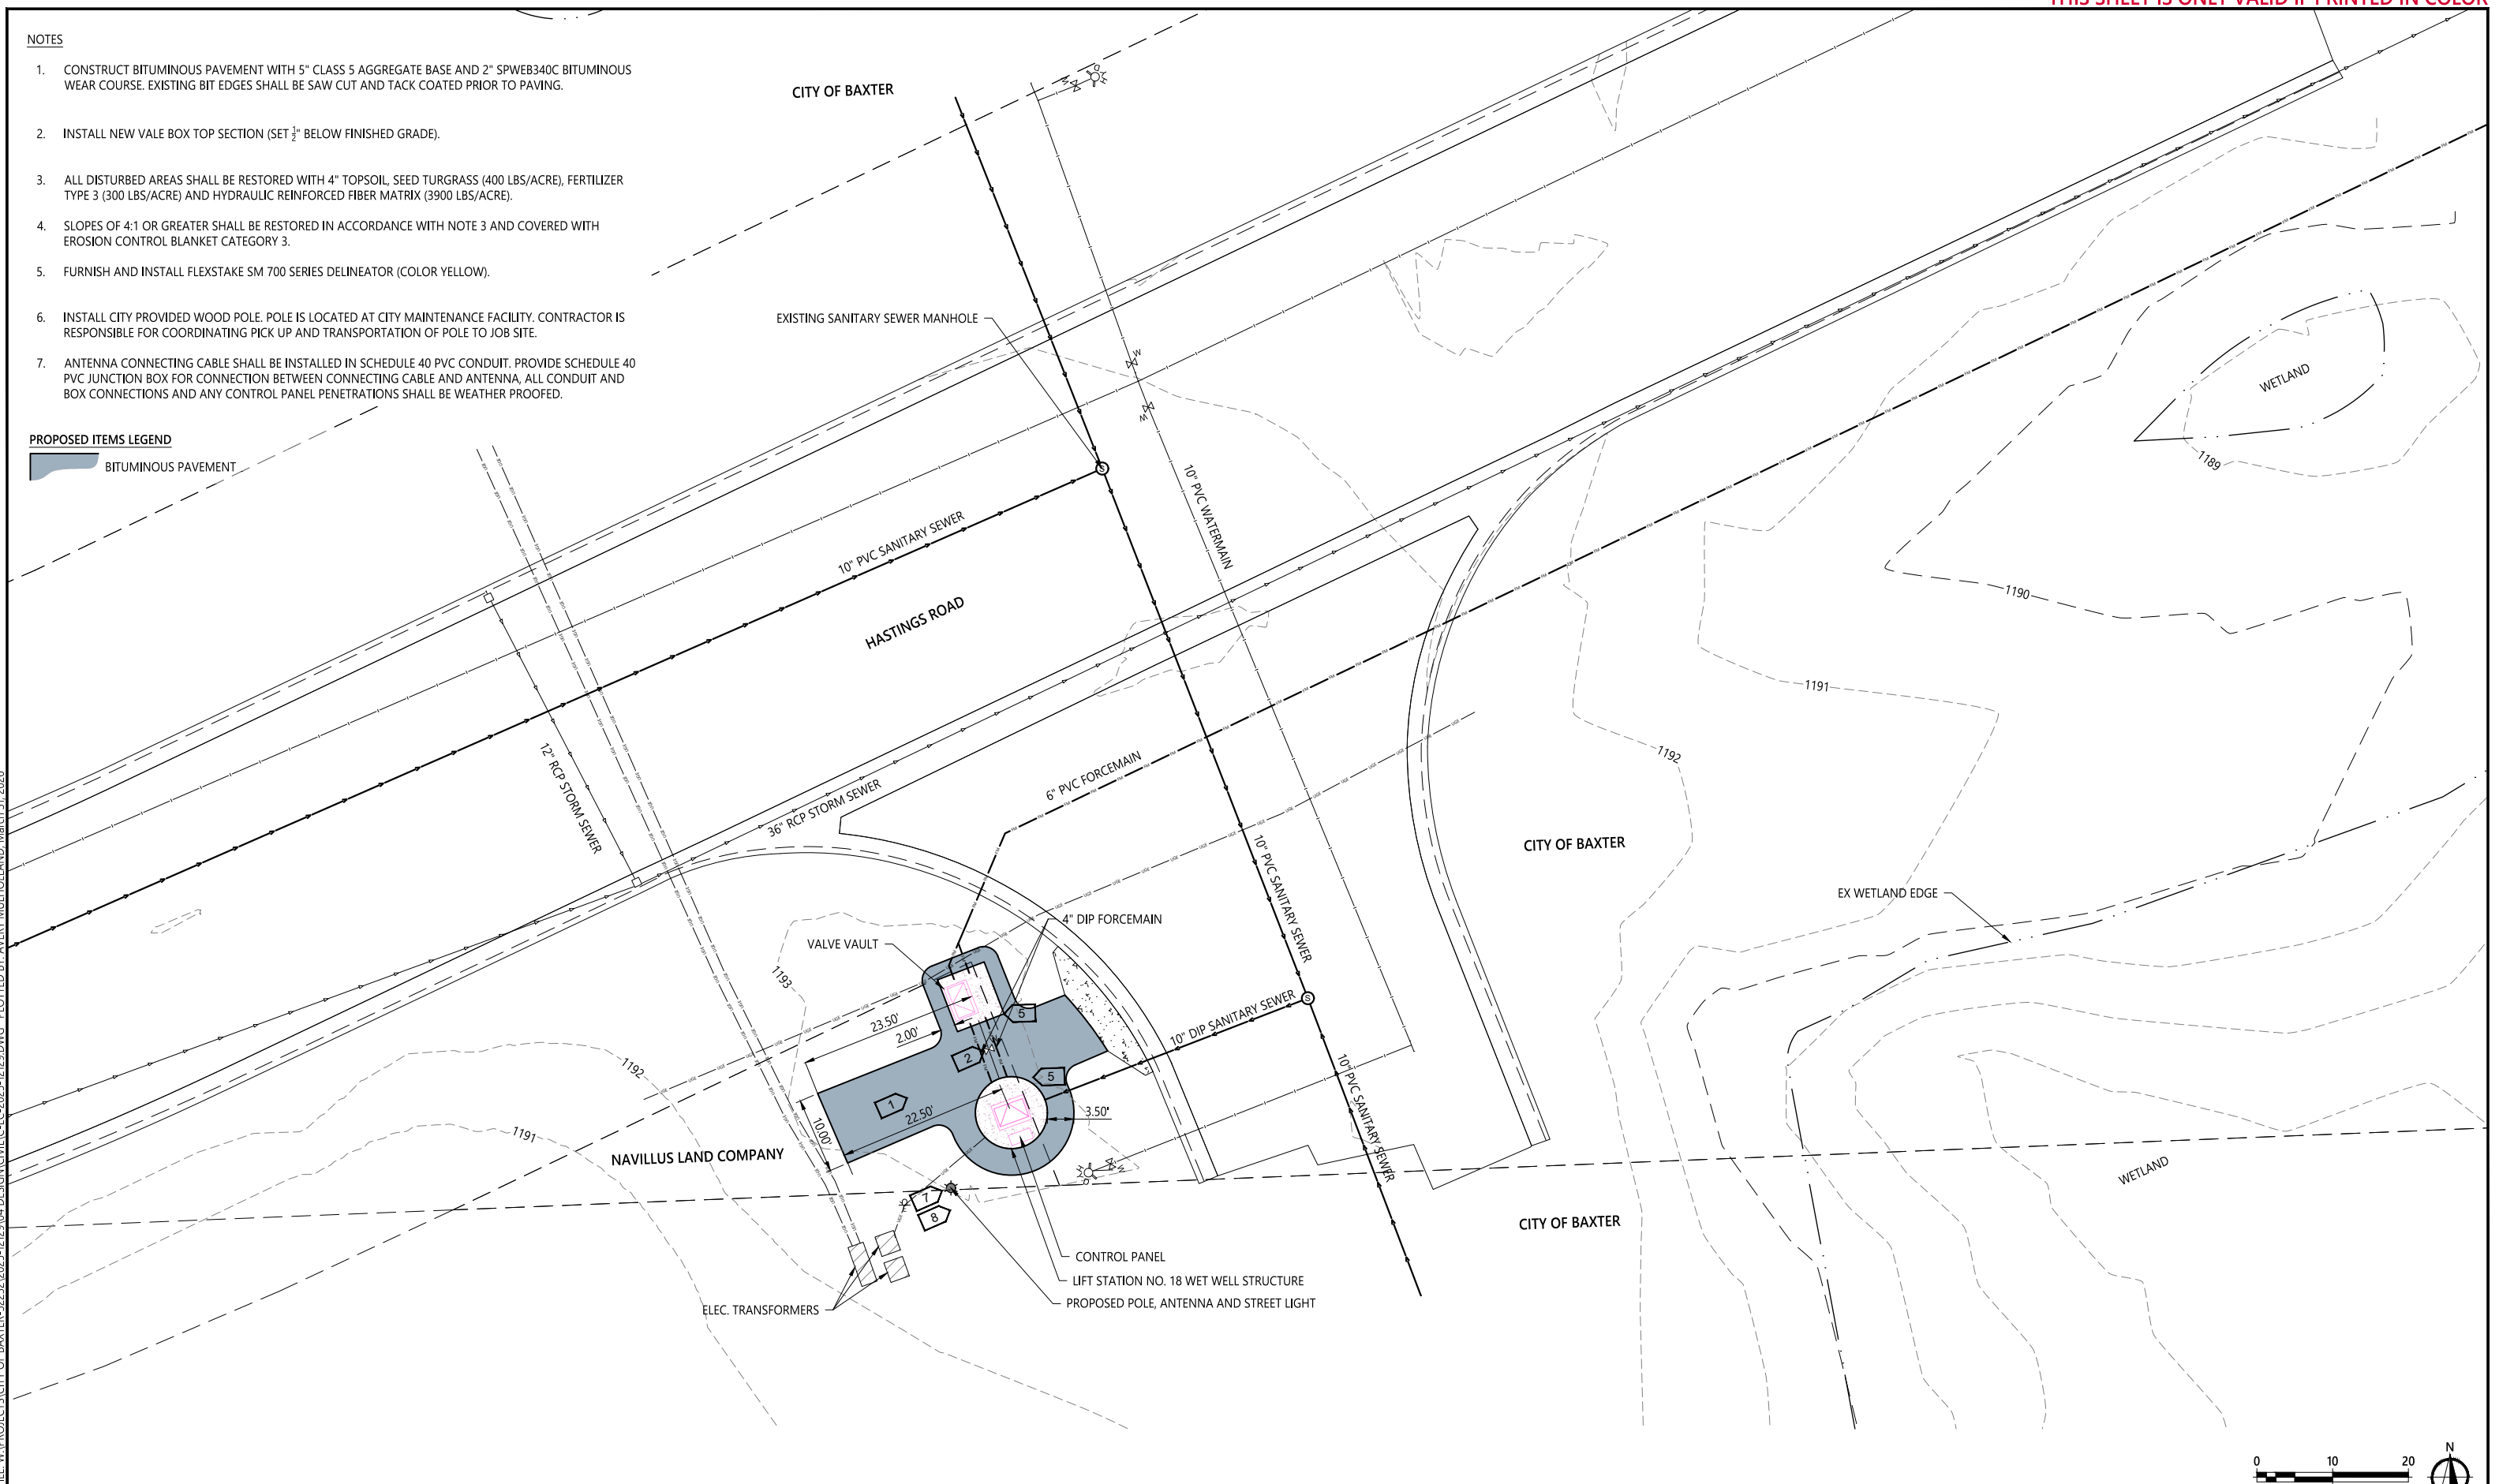 THIS SHEET IS ONLY VALID IF PRINTED IN COLOR
NOTES
1. CONSTRUCT BITUMINOUS PAVEMENT WITH 5" CLASS 5 AGGREGATE BASE AND 2" SPWEB340C BITUMINOUS
WEAR COURSE. EXISTING BIT EDGES SHALL BE SAW CUT AND TACK COATED PRIOR TO PAVING.
2. INSTALL NEW VALE BOX TOP SECTION (SET ½" BELOW FINISHED GRADE).
3. ALL DISTURBED AREAS SHALL BE RESTORED WITH 4" TOPSOIL, SEED TURGRASS (400 LBS/ACRE), FERTILIZER
TYPE 3 (300 LBS/ACRE) AND HYDRAULIC REINFORCED FIBER MATRIX (3900 LBS/ACRE).
4. SLOPES OF 4:1 OR GREATER SHALL BE RESTORED IN ACCORDANCE WITH NOTE 3 AND COVERED WITH
EROSION CONTROL BLANKET CATEGORY 3.
5. FURNISH AND INSTALL FLEXSTAKE SM 700 SERIES DELINEATOR (COLOR YELLOW).
6. INSTALL CITY PROVIDED WOOD POLE. POLE IS LOCATED AT CITY MAINTENANCE FACILITY. CONTRACTOR IS
RESPONSIBLE FOR COORDINATING PICK UP AND TRANSPORTATION OF POLE TO JOB SITE.
7. ANTENNA CONNECTING CABLE SHALL BE INSTALLED IN SCHEDULE 40 PVC CONDUIT. PROVIDE SCHEDULE 40
PVC JUNCTION BOX FOR CONNECTION BETWEEN CONNECTING CABLE AND ANTENNA, ALL CONDUIT AND
BOX CONNECTIONS AND ANY CONTROL PANEL PENETRATIONS SHALL BE WEATHER PROOFED.
PROPOSED ITEMS LEGEND
BITUMINOUS PAVEMENT
CITY OF BAXTER
EXISTING SANITARY SEWER MANHOLE
W
W
S
10" PVC WATERMAIN
10" PVC SANITARY SEWER
HASTINGS ROAD
WETLAND
1189
1190
1191
1192
12" RCP STORM SEWER
36" RCP STORM SEWER
6" PVC FORCEMAIN
10" PVC SANITARY SEWER
CITY OF BAXTER
EX WETLAND EDGE
4" DIP FORCEMAIN
VALVE VAULT
1193
23.50'
2.00'
5
2
5
1
22.50'
10.00'
3.50'
10" DIP SANITARY SEWER
S
10" PVC SANITARY SEWER
1192
1191
NAVILLUS LAND COMPANY
7
8
WETLAND
CITY OF BAXTER
CONTROL PANEL
LIFT STATION NO. 18 WET WELL STRUCTURE
PROPOSED POLE, ANTENNA AND STREET LIGHT
ELEC. TRANSFORMERS
0 10 20
N